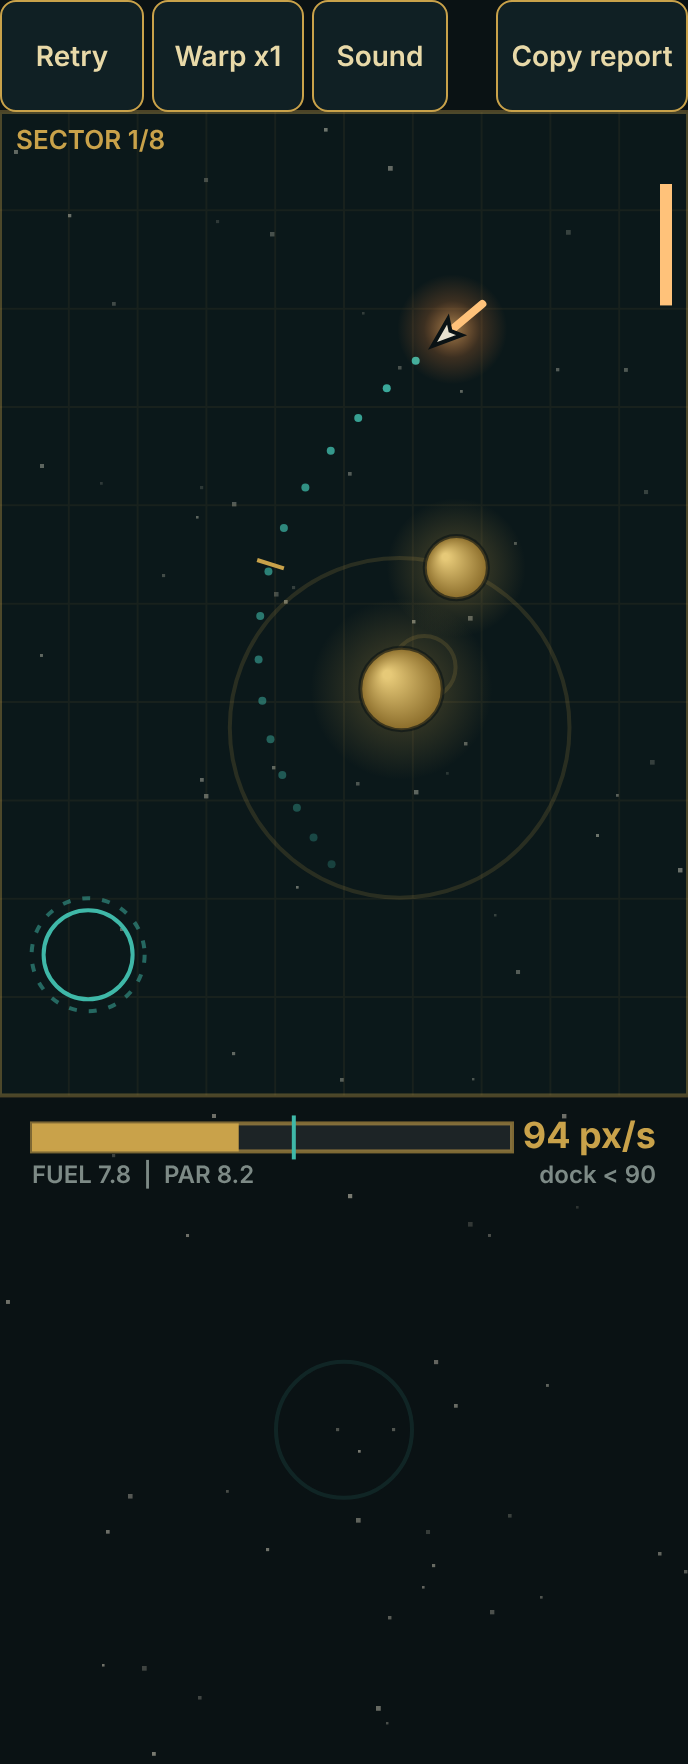 Retry
Warp x1
Sound
Copy report
SECTOR 1/8
94 px/s
FUEL 7.8 | PAR 8.2
dock < 90